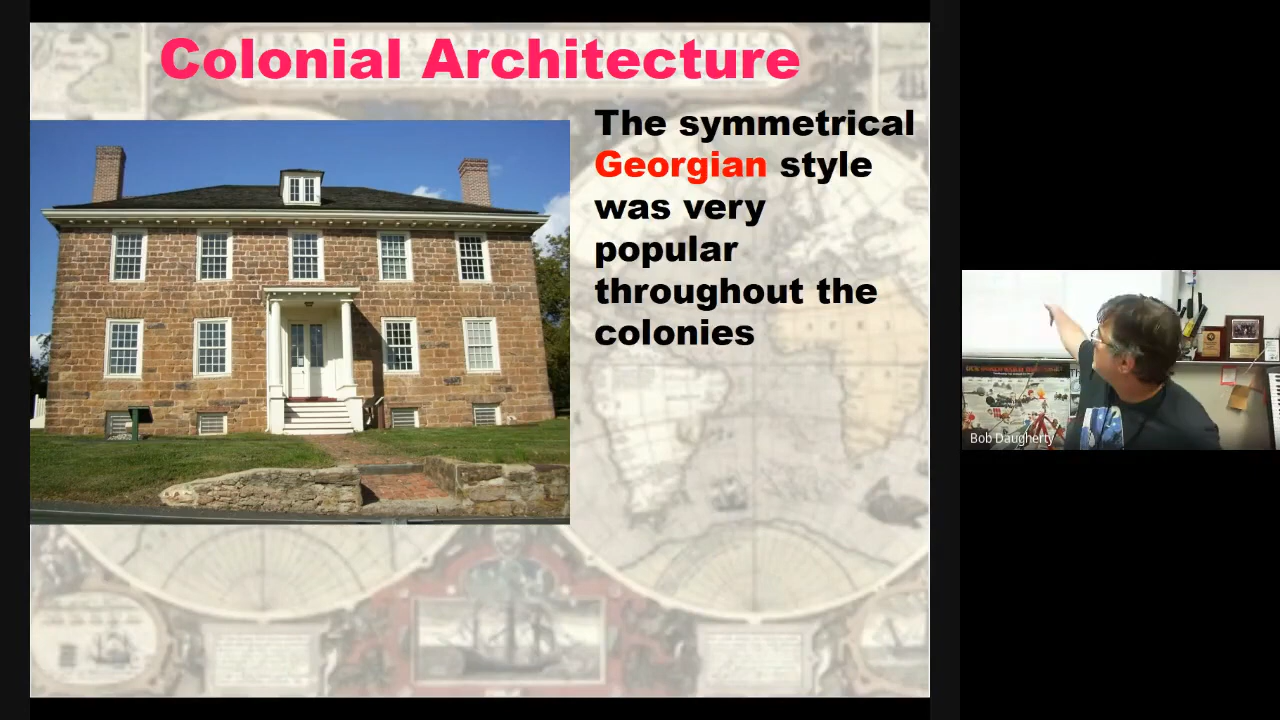 Colonial Architecture
The symmetrical
Georgian style
was very
popular
throughout the
colonies
Bob Daugherty